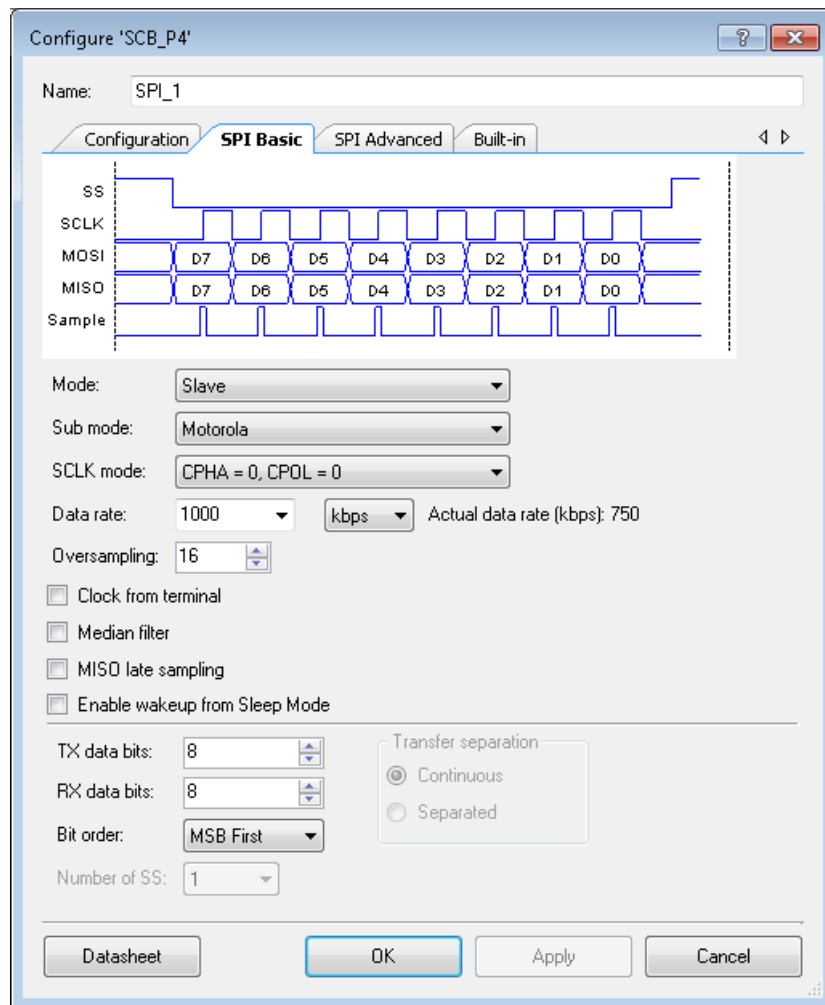 Configure 'SCB_P4'
Name: SPI_1
Configuration SPI Basic SPI Advanced Built-in
SS
SCLK
MOSI D7 D6 D5 D4 D3 D2 D1 D0
MISO D7 D6 D5 D4 D3 D2 D1 D0
Sample
Mode: Slave
Sub mode: Motorola
SCLK mode: CPHA = 0, CPOL = 0
Data rate: 1000 kbps Actual data rate (kbps): 750
Oversampling: 16
Clock from terminal
Median filter
MISO late sampling
Enable wakeup from Sleep Mode
TX data bits: 8
RX data bits: 8
Bit order: MSB First
Number of SS: 1
Transfer separation
Continuous
Separated
Datasheet OK Apply Cancel